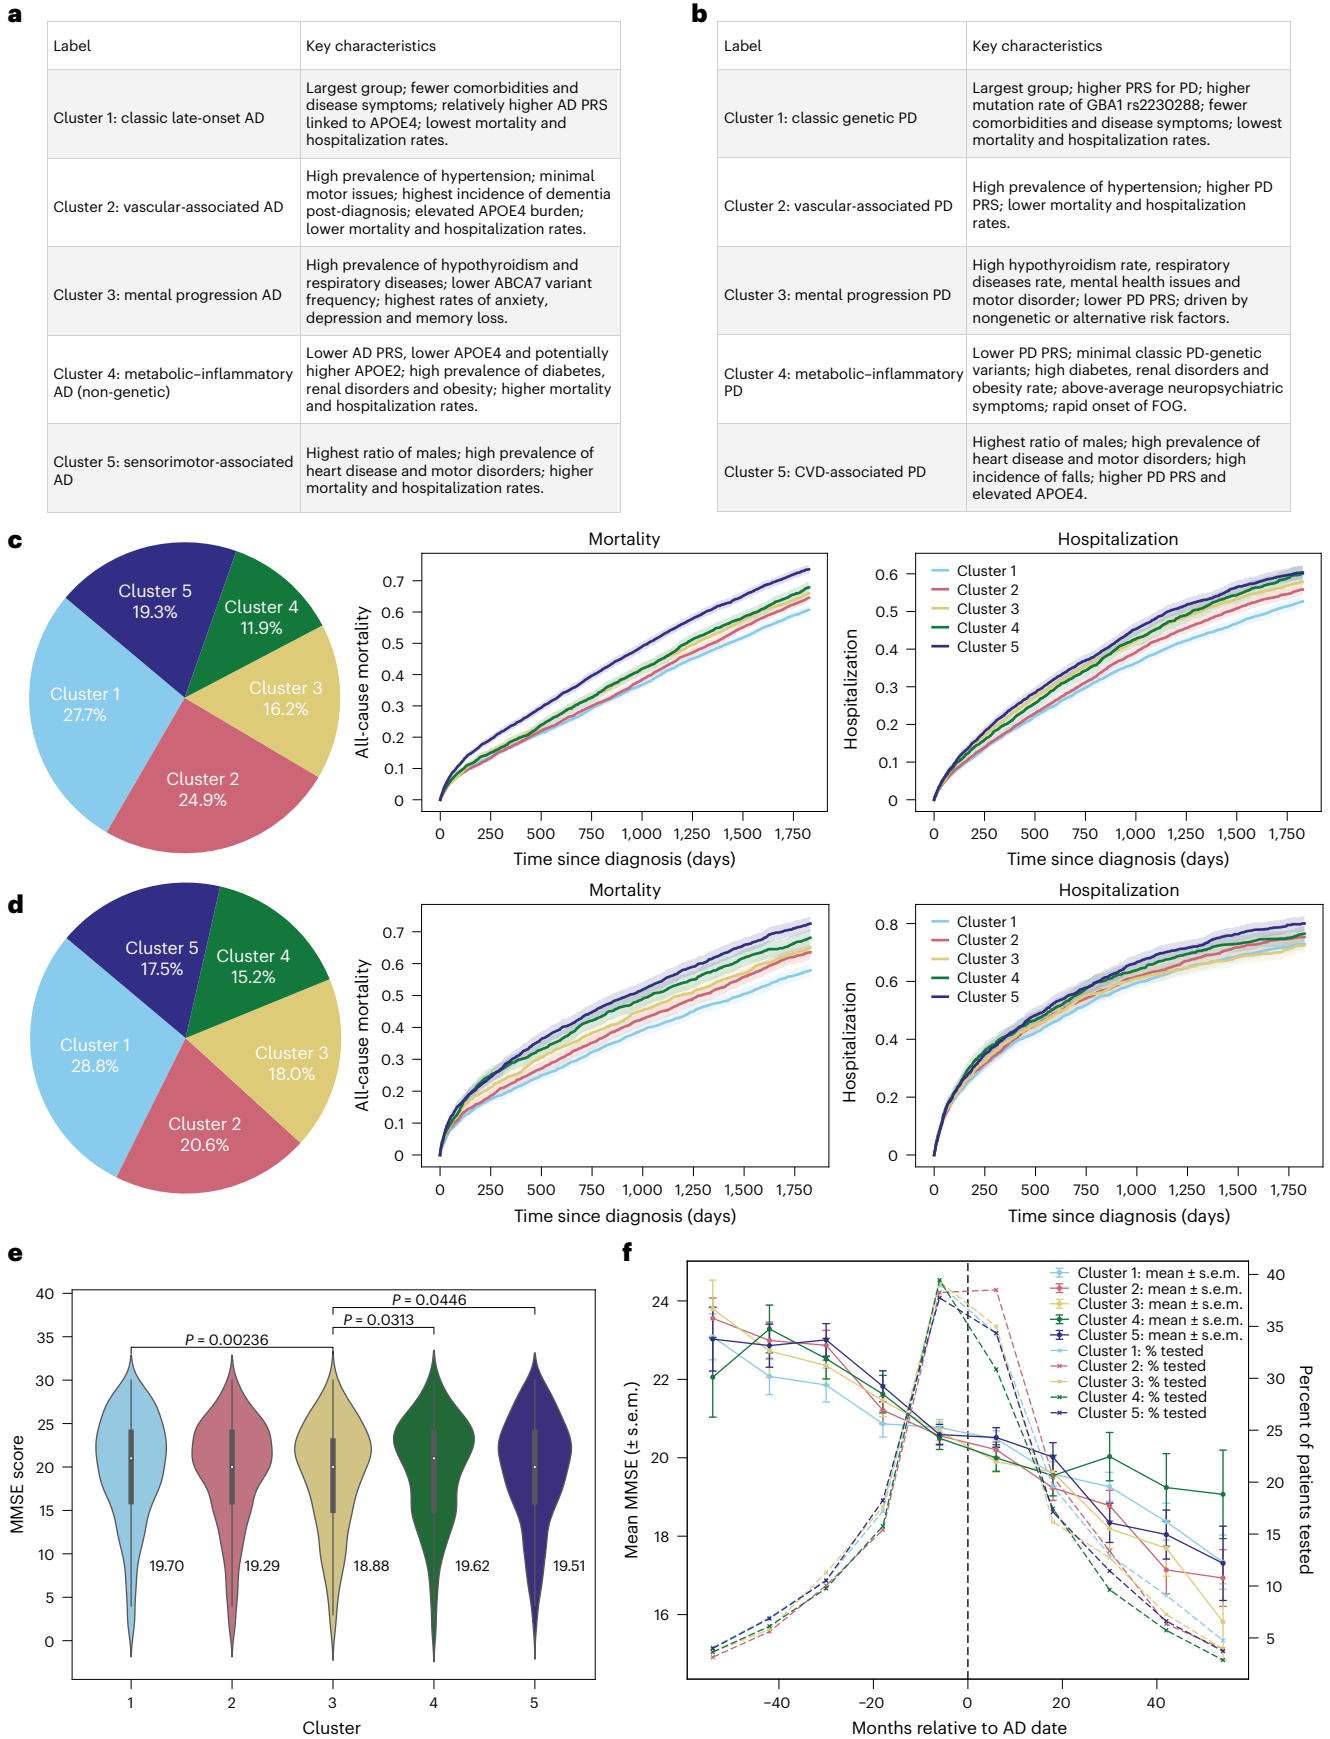 a
Label
Key characteristics
Cluster 1: classic late-onset AD
Largest group; fewer comorbidities and
disease symptoms; relatively higher AD PRS
linked to APOE4; lowest mortality and
hospitalization rates.
Cluster 2: vascular-associated AD
High prevalence of hypertension; minimal
motor issues; highest incidence of dementia
post-diagnosis; elevated APOE4 burden;
lower mortality and hospitalization rates.
Cluster 3: mental progression AD
High prevalence of hypothyroidism and
respiratory diseases; lower ABCA7 variant
frequency; highest rates of anxiety,
depression and memory loss.
Cluster 4: metabolic–inflammatory
AD (non-genetic)
Lower AD PRS, lower APOE4 and potentially
higher APOE2; high prevalence of diabetes,
renal disorders and obesity; higher mortality
and hospitalization rates.
Cluster 5: sensorimotor-associated
AD
Highest ratio of males; high prevalence of
heart disease and motor disorders; higher
mortality and hospitalization rates.
b
Label
Key characteristics
Cluster 1: classic genetic PD
Largest group; higher PRS for PD; higher
mutation rate of GBA1 rs2230288; fewer
comorbidities and disease symptoms; lowest
mortality and hospitalization rates.
Cluster 2: vascular-associated PD
High prevalence of hypertension; higher PD
PRS; lower mortality and hospitalization
rates.
Cluster 3: mental progression PD
High hypothyroidism rate, respiratory
diseases rate, mental health issues and
motor disorder; lower PD PRS; driven by
nongenetic or alternative risk factors.
Cluster 4: metabolic–inflammatory
PD
Lower PD PRS; minimal classic PD-genetic
variants; high diabetes, renal disorders and
obesity rate; above-average neuropsychiatric
symptoms; rapid onset of FOG.
Cluster 5: CVD-associated PD
Highest ratio of males; high prevalence of
heart disease and motor disorders; high
incidence of falls; higher PD PRS and
elevated APOE4.
c
Cluster 5
19.3%
Cluster 4
11.9%
Cluster 3
16.2%
Cluster 1
27.7%
Cluster 2
24.9%
Mortality
All-cause mortality
0.7
0.6
0.5
0.4
0.3
0.2
0.1
0
0 250 500 750 1,000 1,250 1,500 1,750
Time since diagnosis (days)
Hospitalization
Hospitalization
0.6
0.5
0.4
0.3
0.2
0.1
0
Cluster 1
Cluster 2
Cluster 3
Cluster 4
Cluster 5
0 250 500 750 1,000 1,250 1,500 1,750
Time since diagnosis (days)
d
Cluster 5
17.5%
Cluster 4
15.2%
Cluster 1
28.8%
Cluster 3
18.0%
Cluster 2
20.6%
Mortality
All-cause mortality
0.7
0.6
0.5
0.4
0.3
0.2
0.1
0
0 250 500 750 1,000 1,250 1,500 1,750
Time since diagnosis (days)
Hospitalization
Hospitalization
0.8
0.6
0.4
0.2
0
Cluster 1
Cluster 2
Cluster 3
Cluster 4
Cluster 5
0 250 500 750 1,000 1,250 1,500 1,750
Time since diagnosis (days)
e
MMSE score
40
35
30
25
20
15
10
5
0
P = 0.0446
P = 0.0313
P = 0.00236
19.70
19.29
18.88
19.62
19.51
1 2 3 4 5
Cluster
f
Mean MMSE (± s.e.m.)
24
22
20
18
16
Cluster 1: mean ± s.e.m.
Cluster 2: mean ± s.e.m.
Cluster 3: mean ± s.e.m.
Cluster 4: mean ± s.e.m.
Cluster 5: mean ± s.e.m.
Cluster 1: % tested
Cluster 2: % tested
Cluster 3: % tested
Cluster 4: % tested
Cluster 5: % tested
40
35
30
25
20
15
10
5
Percent of patients tested
−40 −20 0 20 40
Months relative to AD date